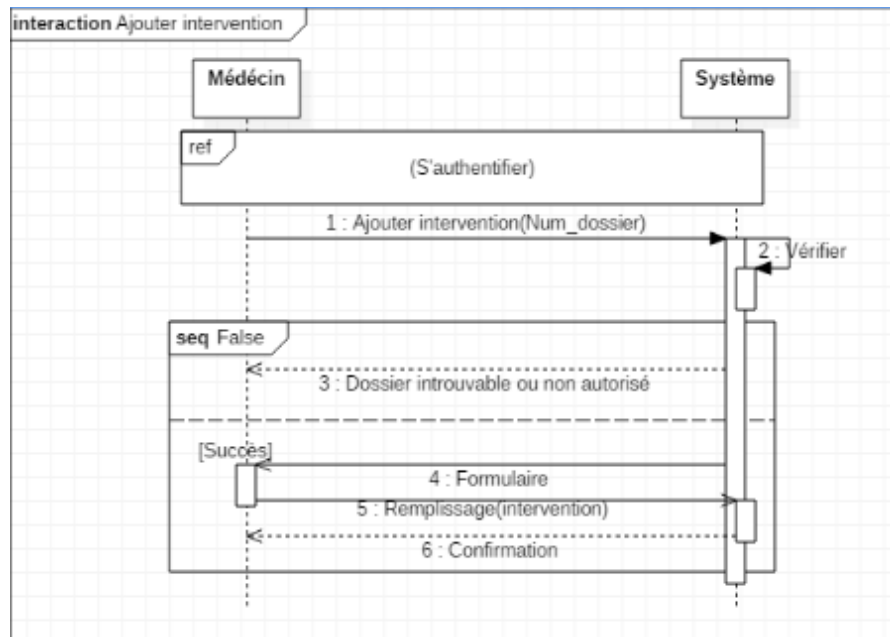 interaction Ajouter intervention
Médécin
Système
ref
(S'authentifier)
1 : Ajouter intervention(Num_dossier)
2 : Vérifier
seq False
3 : Dossier introuvable ou non autorisé
[Succès]
4 : Formulaire
5 : Remplissage(intervention)
6 : Confirmation